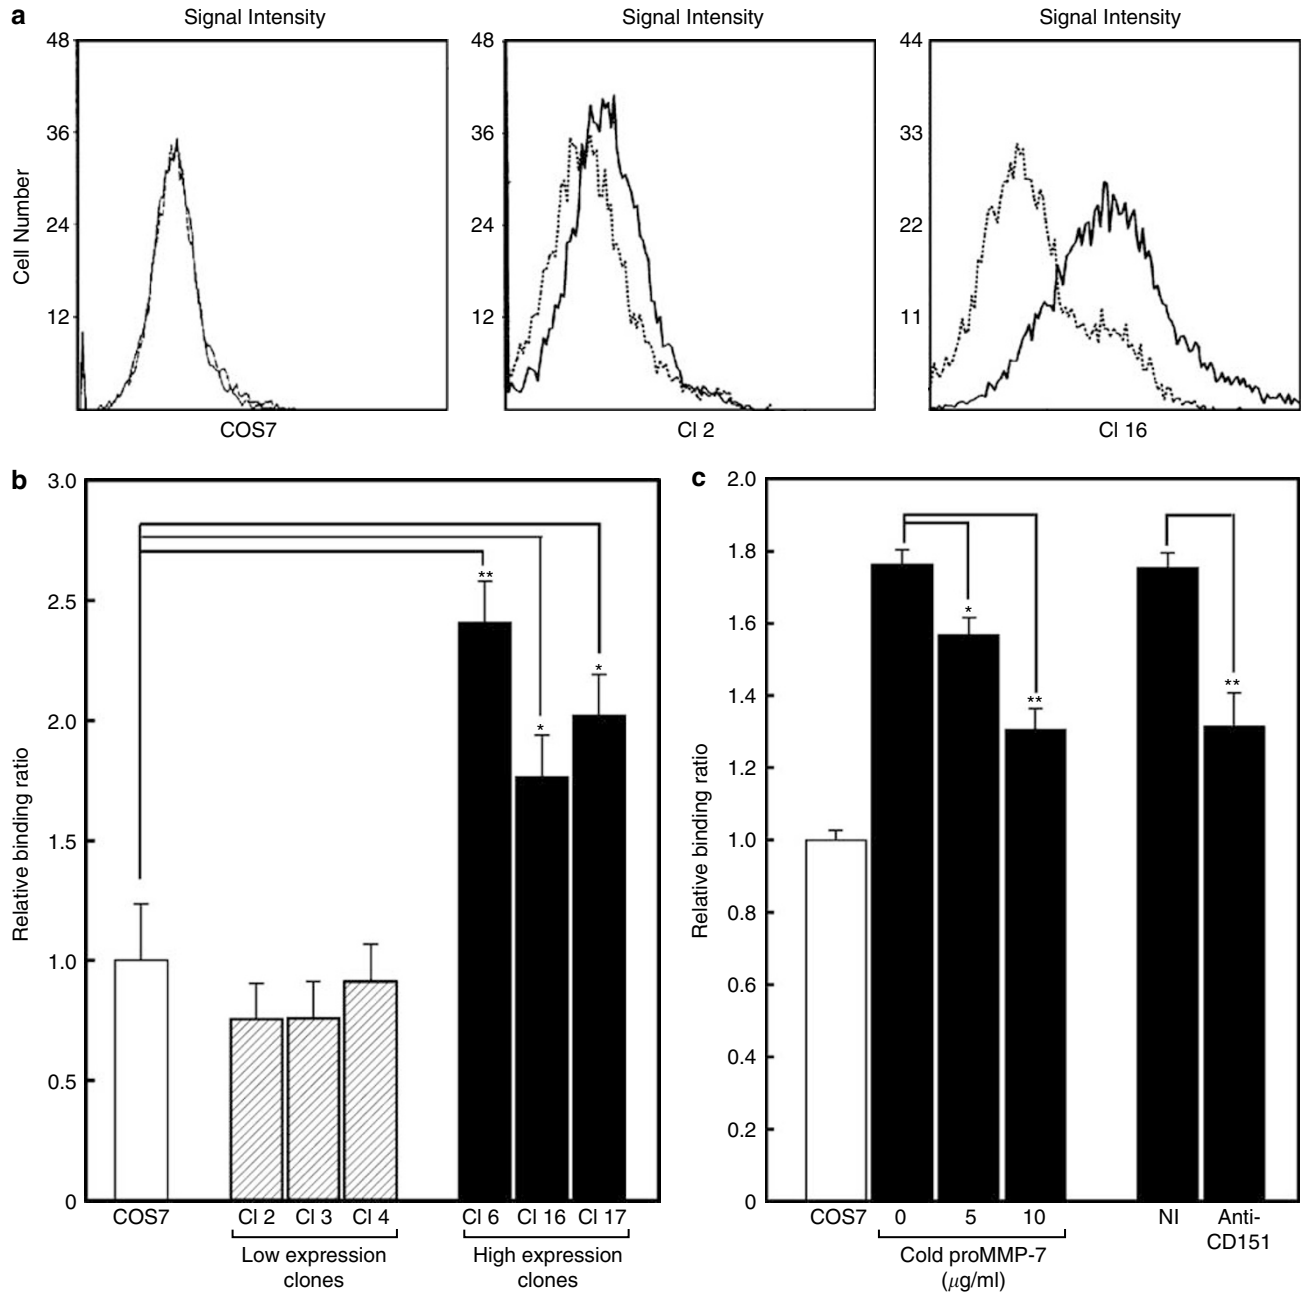 a
Signal Intensity
Signal Intensity
Signal Intensity
Cell Number
48
36
24
12
COS7
48
36
24
12
Cl 2
44
33
22
11
Cl 16
b
Relative binding ratio
3.0
2.5
2.0
1.5
1.0
0.5
0
**
*
*
COS7
Cl 2
Cl 3
Cl 4
Cl 6
Cl 16
Cl 17
Low expression
clones
High expression
clones
c
Relative binding ratio
2.0
1.8
1.6
1.4
1.2
1.0
0.8
0.6
0.4
0.2
0
*
**
**
COS7
0
5
10
NI
Anti-
CD151
Cold proMMP-7
(μg/ml)